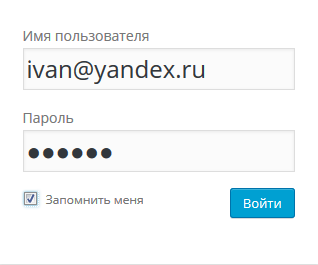 Имя пользователя
ivan@yandex.ru
Пароль
●●●●●●
Запомнить меня
Войти